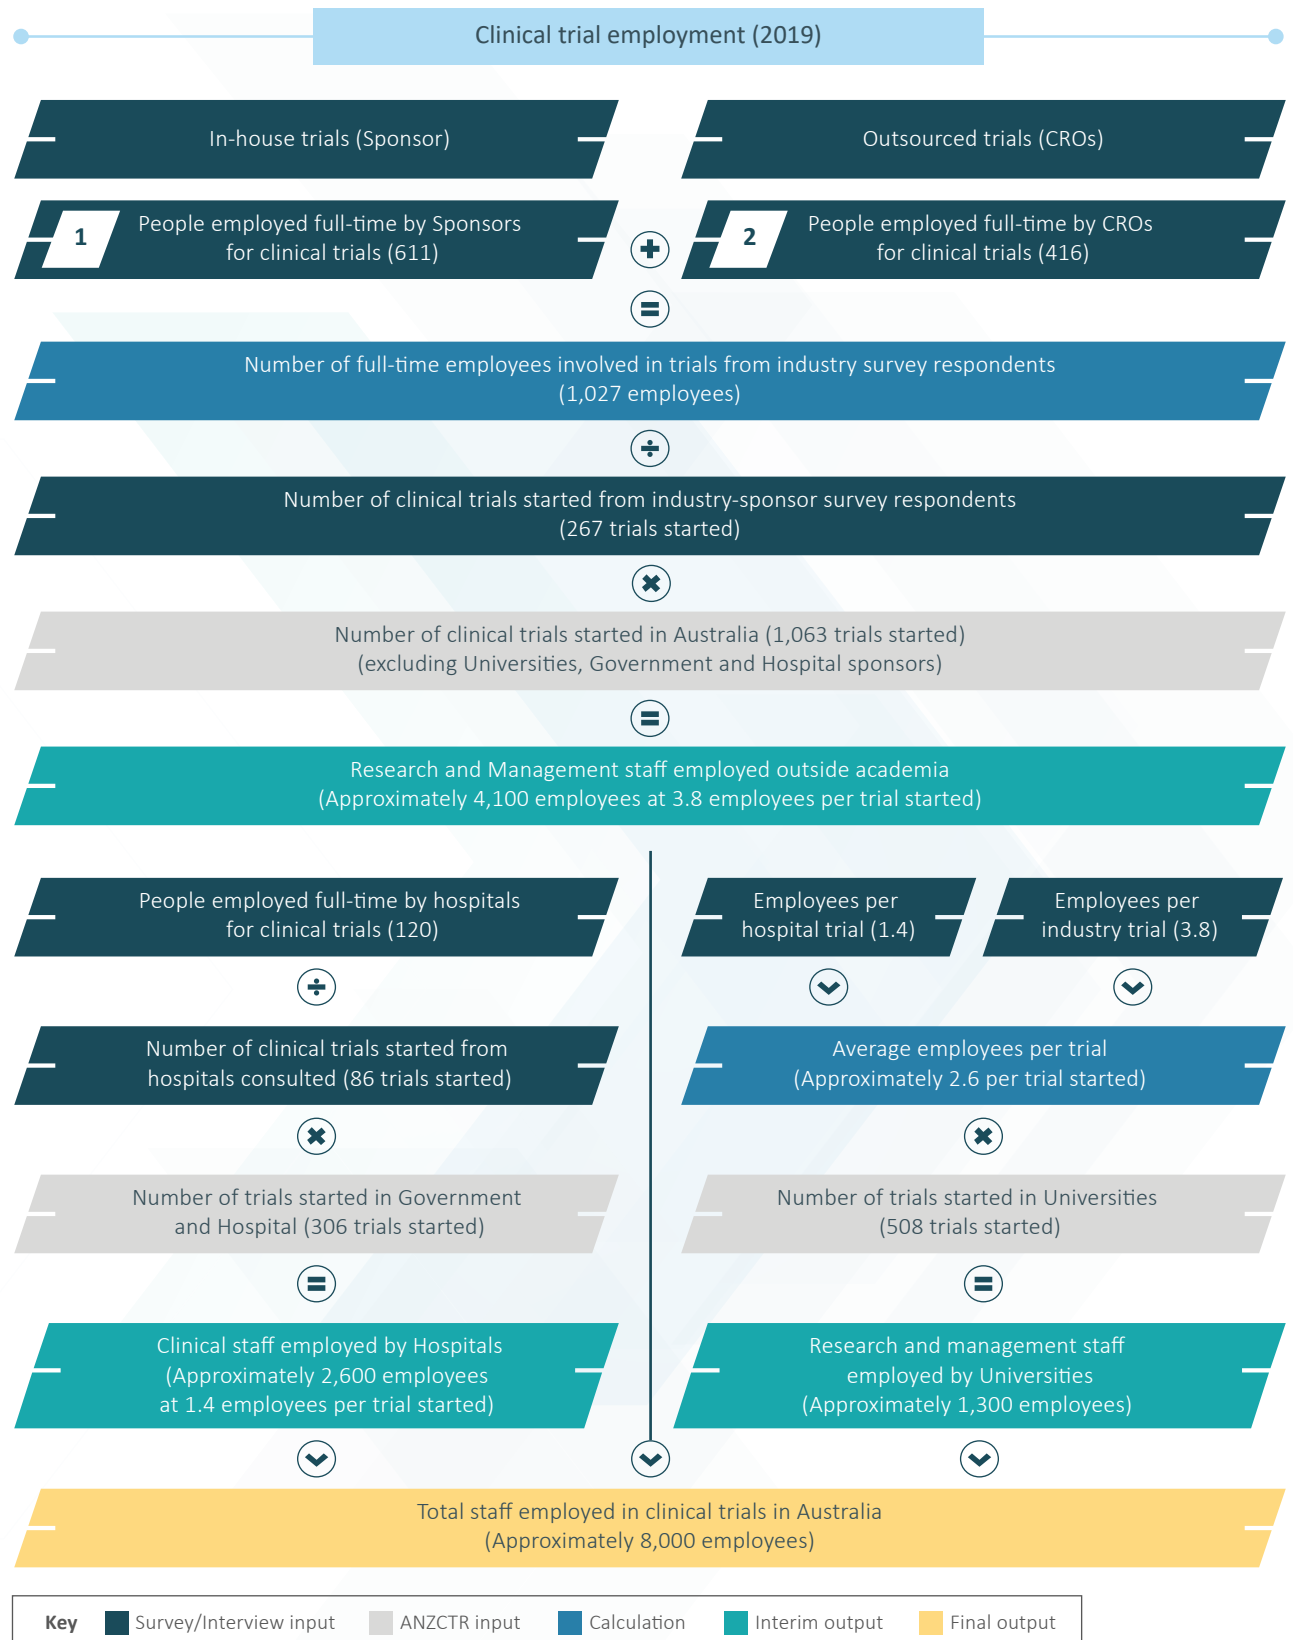 Clinical trial employment (2019)
In-house trials (Sponsor)
Outsourced trials (CROs)
1
People employed full-time by Sponsors
for clinical trials (611)
+
2
People employed full-time by CROs
for clinical trials (416)
=
Number of full-time employees involved in trials from industry survey respondents
(1,027 employees)
÷
Number of clinical trials started from industry-sponsor survey respondents
(267 trials started)
×
Number of clinical trials started in Australia (1,063 trials started)
(excluding Universities, Government and Hospital sponsors)
=
Research and Management staff employed outside academia
(Approximately 4,100 employees at 3.8 employees per trial started)
People employed full-time by hospitals
for clinical trials (120)
÷
Number of clinical trials started from
hospitals consulted (86 trials started)
×
Number of trials started in Government
and Hospital (306 trials started)
=
Clinical staff employed by Hospitals
(Approximately 2,600 employees
at 1.4 employees per trial started)
Employees per
hospital trial (1.4)
Employees per
industry trial (3.8)
Average employees per trial
(Approximately 2.6 per trial started)
×
Number of trials started in Universities
(508 trials started)
=
Research and management staff
employed by Universities
(Approximately 1,300 employees)
Total staff employed in clinical trials in Australia
(Approximately 8,000 employees)
Key
Survey/Interview input
ANZCTR input
Calculation
Interim output
Final output